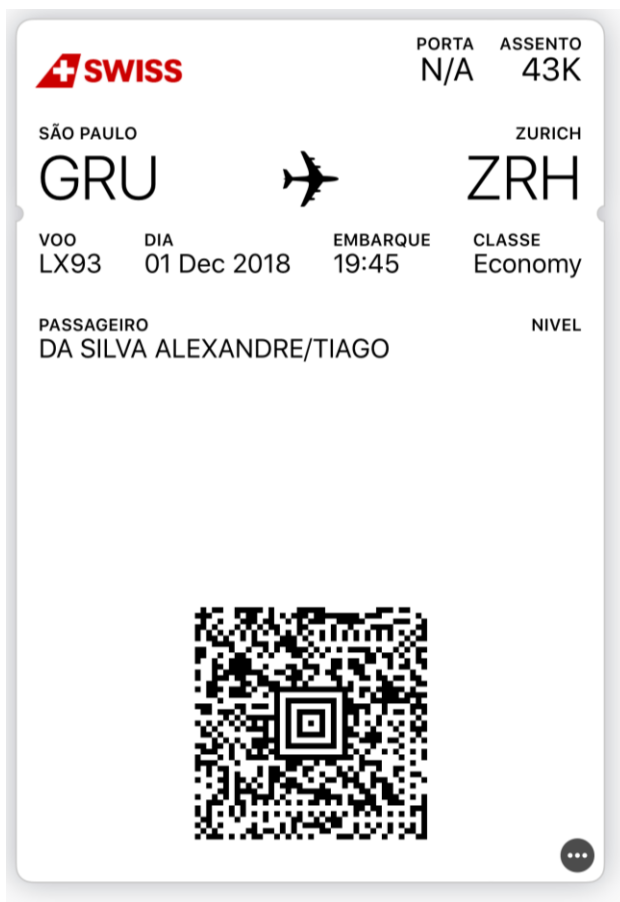 SWISS
PORTA ASSENTO
N/A 43K
SÃO PAULO ZURICH
GRU ZRH
VOO DIA EMBARQUE CLASSE
LX93 01 Dec 2018 19:45 Economy
PASSAGEIRO NIVEL
DA SILVA ALEXANDRE/TIAGO